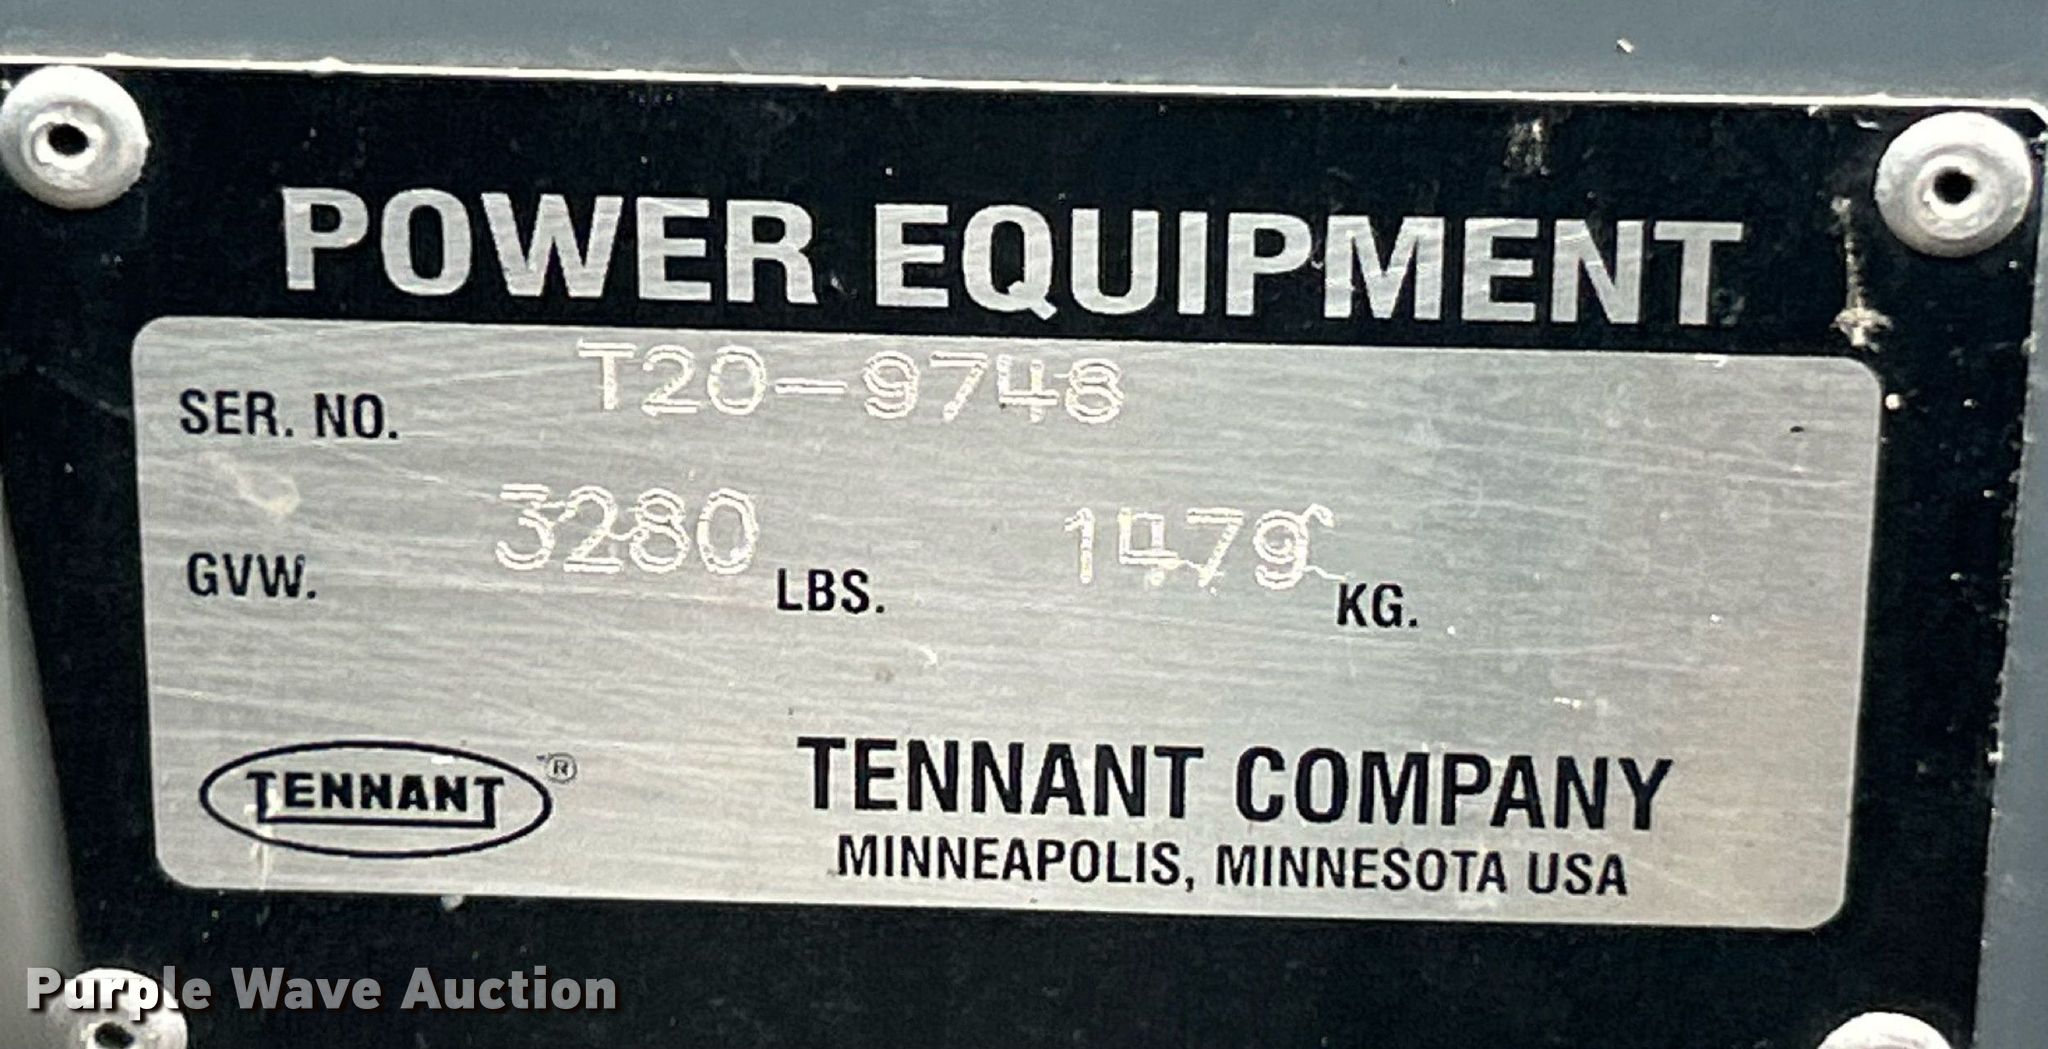 POWER EQUIPMENT
SER. NO. T20-9748
GVW. 3280 LBS. 1479 KG.
TENNANT ®
TENNANT COMPANY
MINNEAPOLIS, MINNESOTA USA
Purple Wave Auction